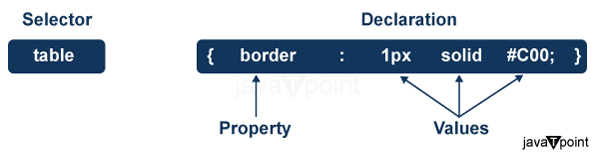 Selector Declaration
table { border : 1px solid #C00; }
javaTpoint
Property Values
javaTpoint